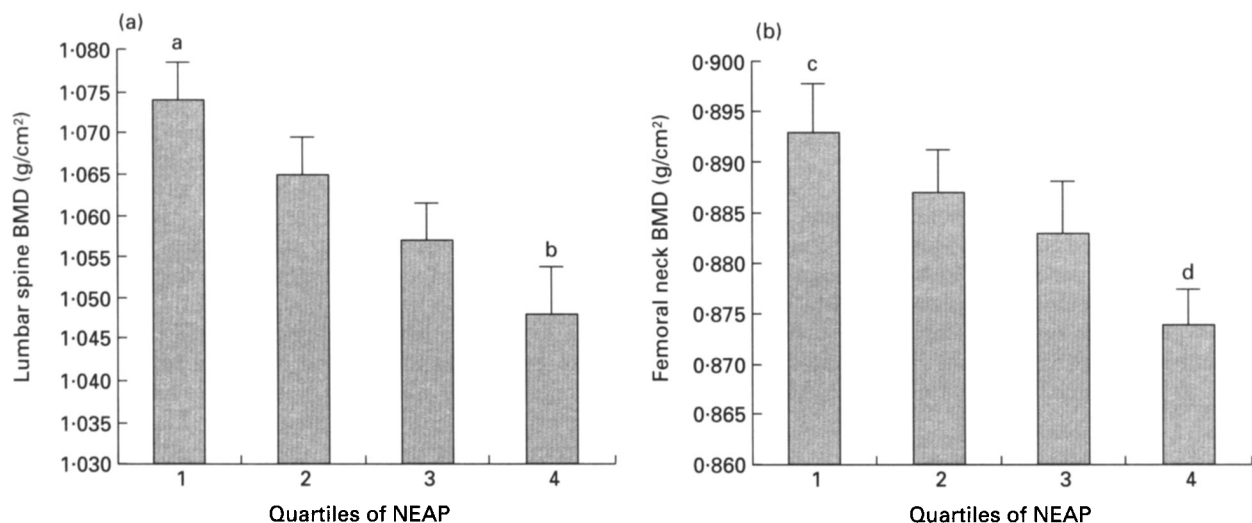 (a)
a
b
1·080
1·075
1·070
1·065
1·060
1·055
1·050
1·045
1·040
1·035
1·030
Lumbar spine BMD (g/cm²)
1 2 3 4
Quartiles of NEAP
(b)
c
d
0·900
0·895
0·890
0·885
0·880
0·875
0·870
0·865
0·860
Femoral neck BMD (g/cm²)
1 2 3 4
Quartiles of NEAP